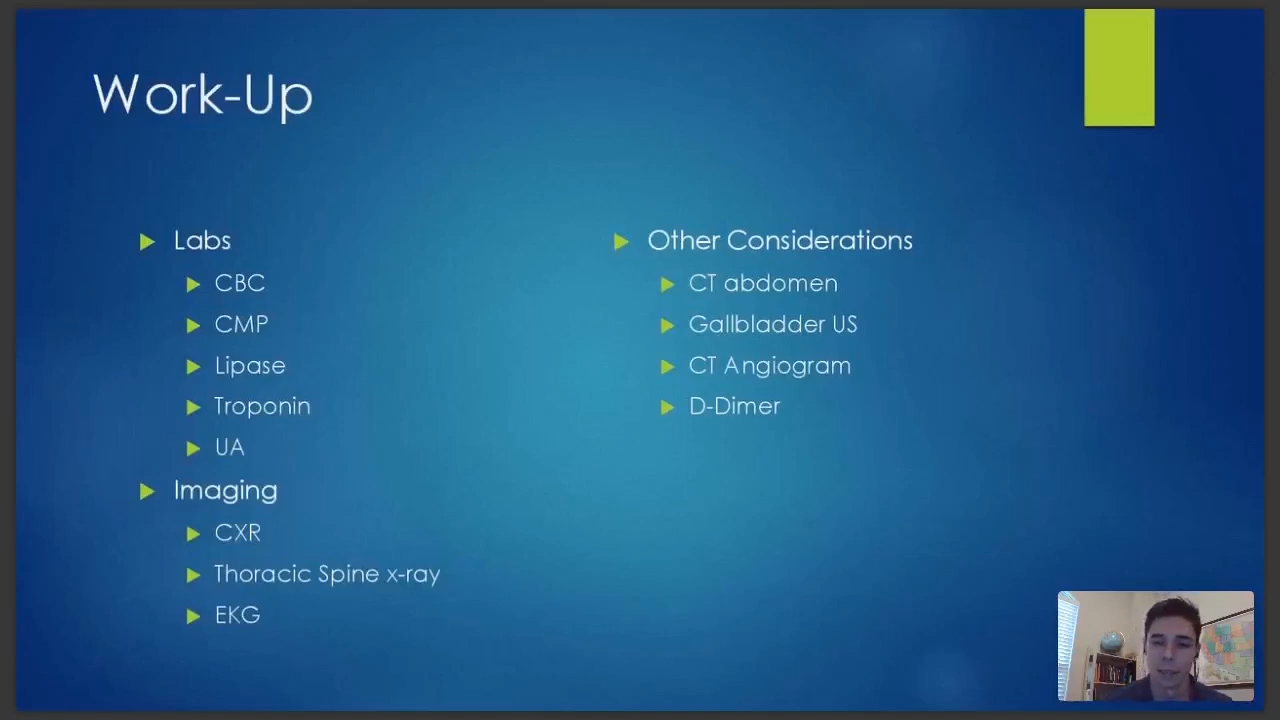 Work-Up
Labs
CBC
CMP
Lipase
Troponin
UA
Imaging
CXR
Thoracic Spine x-ray
EKG
Other Considerations
CT abdomen
Gallbladder US
CT Angiogram
D-Dimer